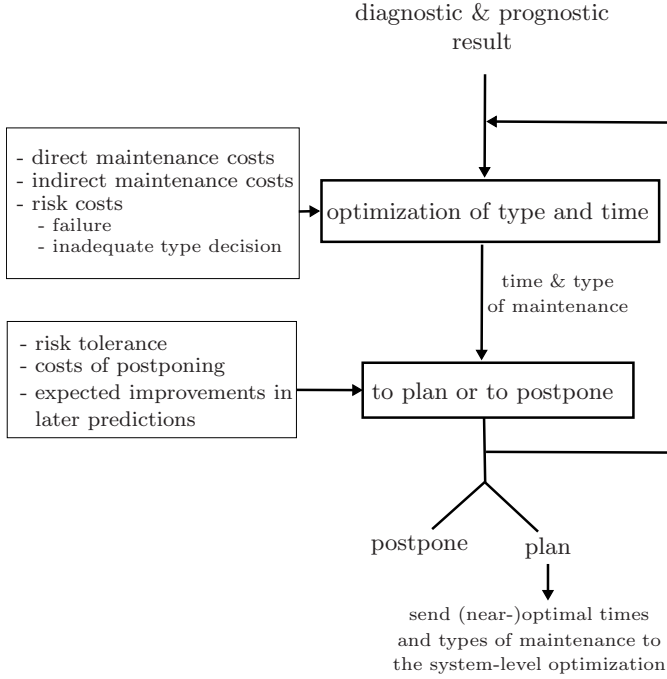 diagnostic & prognostic
result
- direct maintenance costs
- indirect maintenance costs
- risk costs
- failure
- inadequate type decision
optimization of type and time
time & type
of maintenance
- risk tolerance
- costs of postponing
- expected improvements in
later predictions
to plan or to postpone
postpone
plan
send (near-)optimal times
and types of maintenance to
the system-level optimization